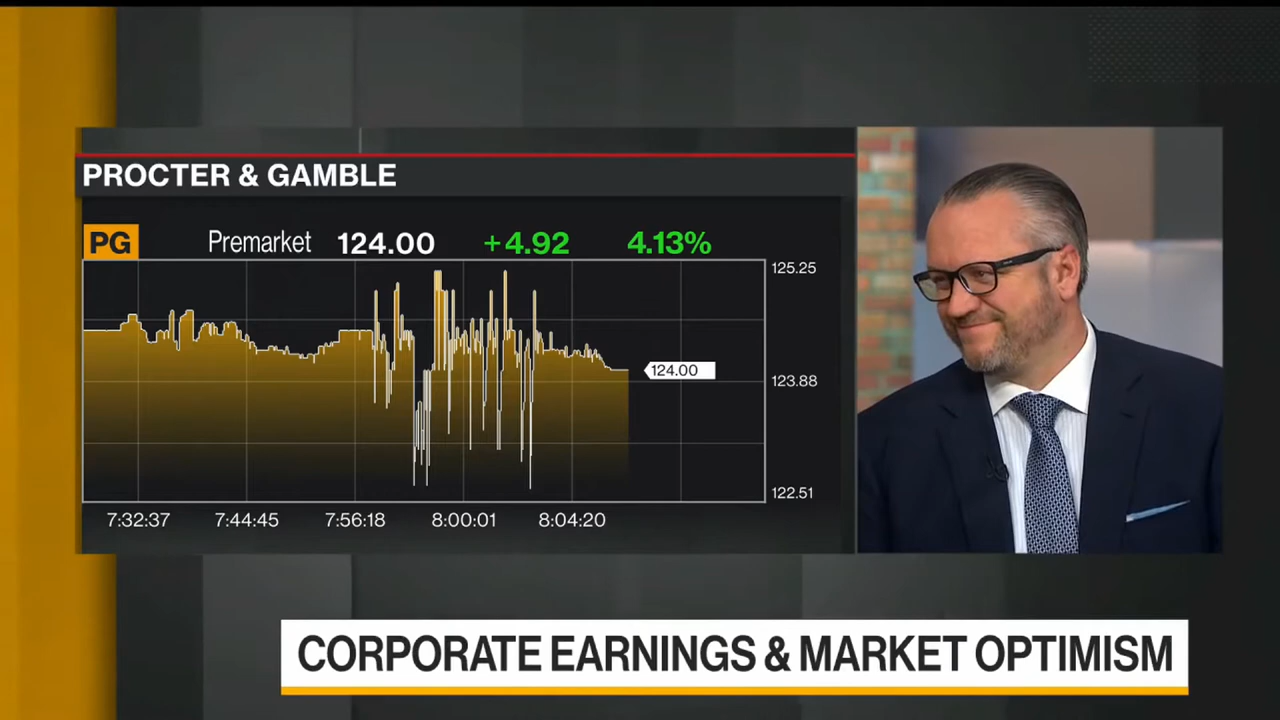 PROCTER & GAMBLE
PG Premarket 124.00 +4.92 4.13%
125.25
124.00
123.88
122.51
7:32:37 7:44:45 7:56:18 8:00:01 8:04:20
CORPORATE EARNINGS & MARKET OPTIMISM